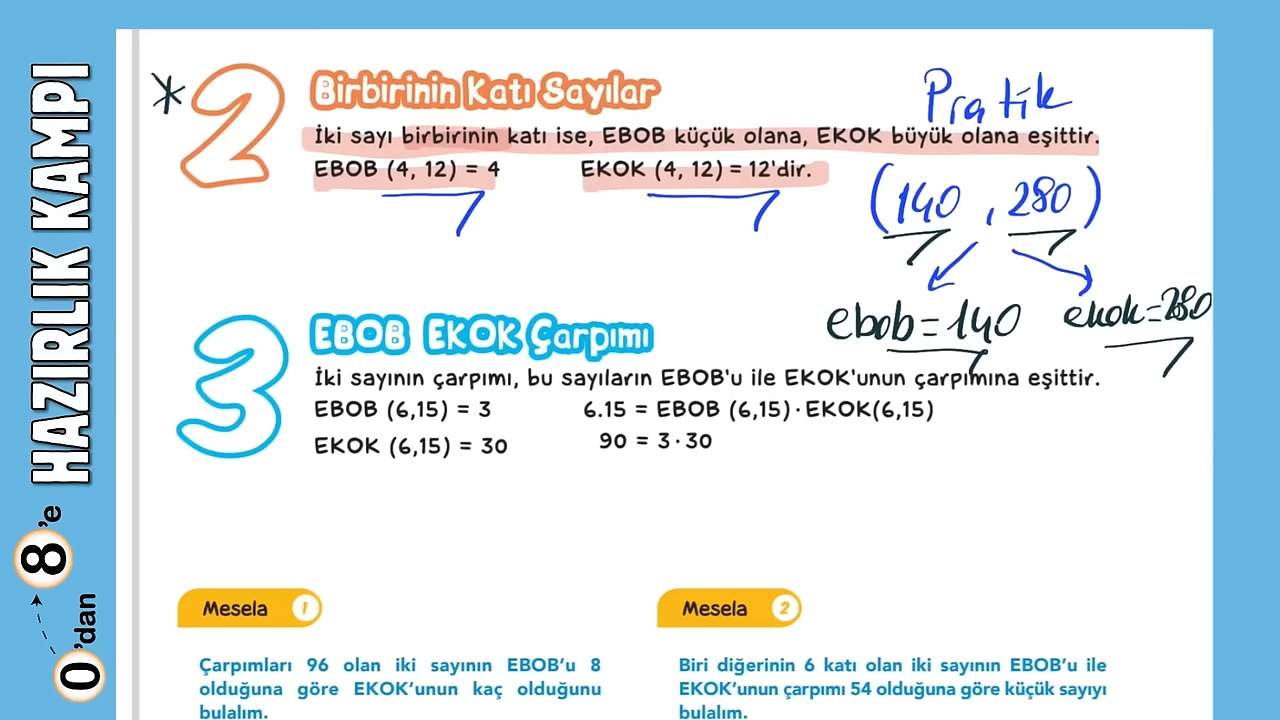 0'dan 8'e HAZIRLIK KAMPI
* 2 Birbirinin Katı Sayılar
Pratik
İki sayı birbirinin katı ise, EBOB küçük olana, EKOK büyük olana eşittir.
EBOB (4, 12) = 4 EKOK (4, 12) = 12'dir.
(140, 280)
ebob=140 ekok=280
3 EBOB EKOK Çarpımı
İki sayının çarpımı, bu sayıların EBOB'u ile EKOK'unun çarpımına eşittir.
EBOB (6,15) = 3 6.15 = EBOB (6,15)·EKOK(6,15)
EKOK (6,15) = 30 90 = 3·30
Mesela 1
Çarpımları 96 olan iki sayının EBOB'u 8
olduğuna göre EKOK'unun kaç olduğunu
bulalım.
Mesela 2
Biri diğerinin 6 katı olan iki sayının EBOB'u ile
EKOK'unun çarpımı 54 olduğuna göre küçük sayıyı
bulalım.